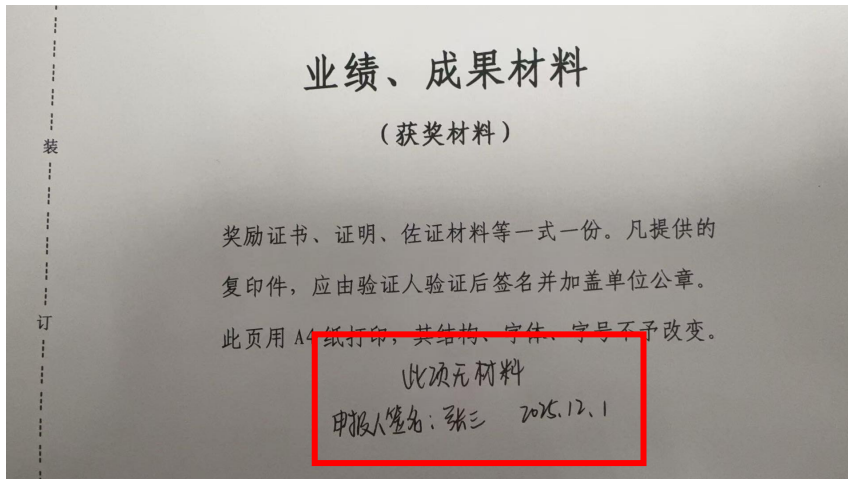 业绩、成果材料
（获奖材料）
装
奖励证书、证明、佐证材料等一式一份。凡提供的
复印件，应由验证人验证后签名并加盖单位公章。
订
此页用 A4 纸打印，其结构、字体、字号不予改变。
此项无材料
申报人签名：张三 2025.12.1